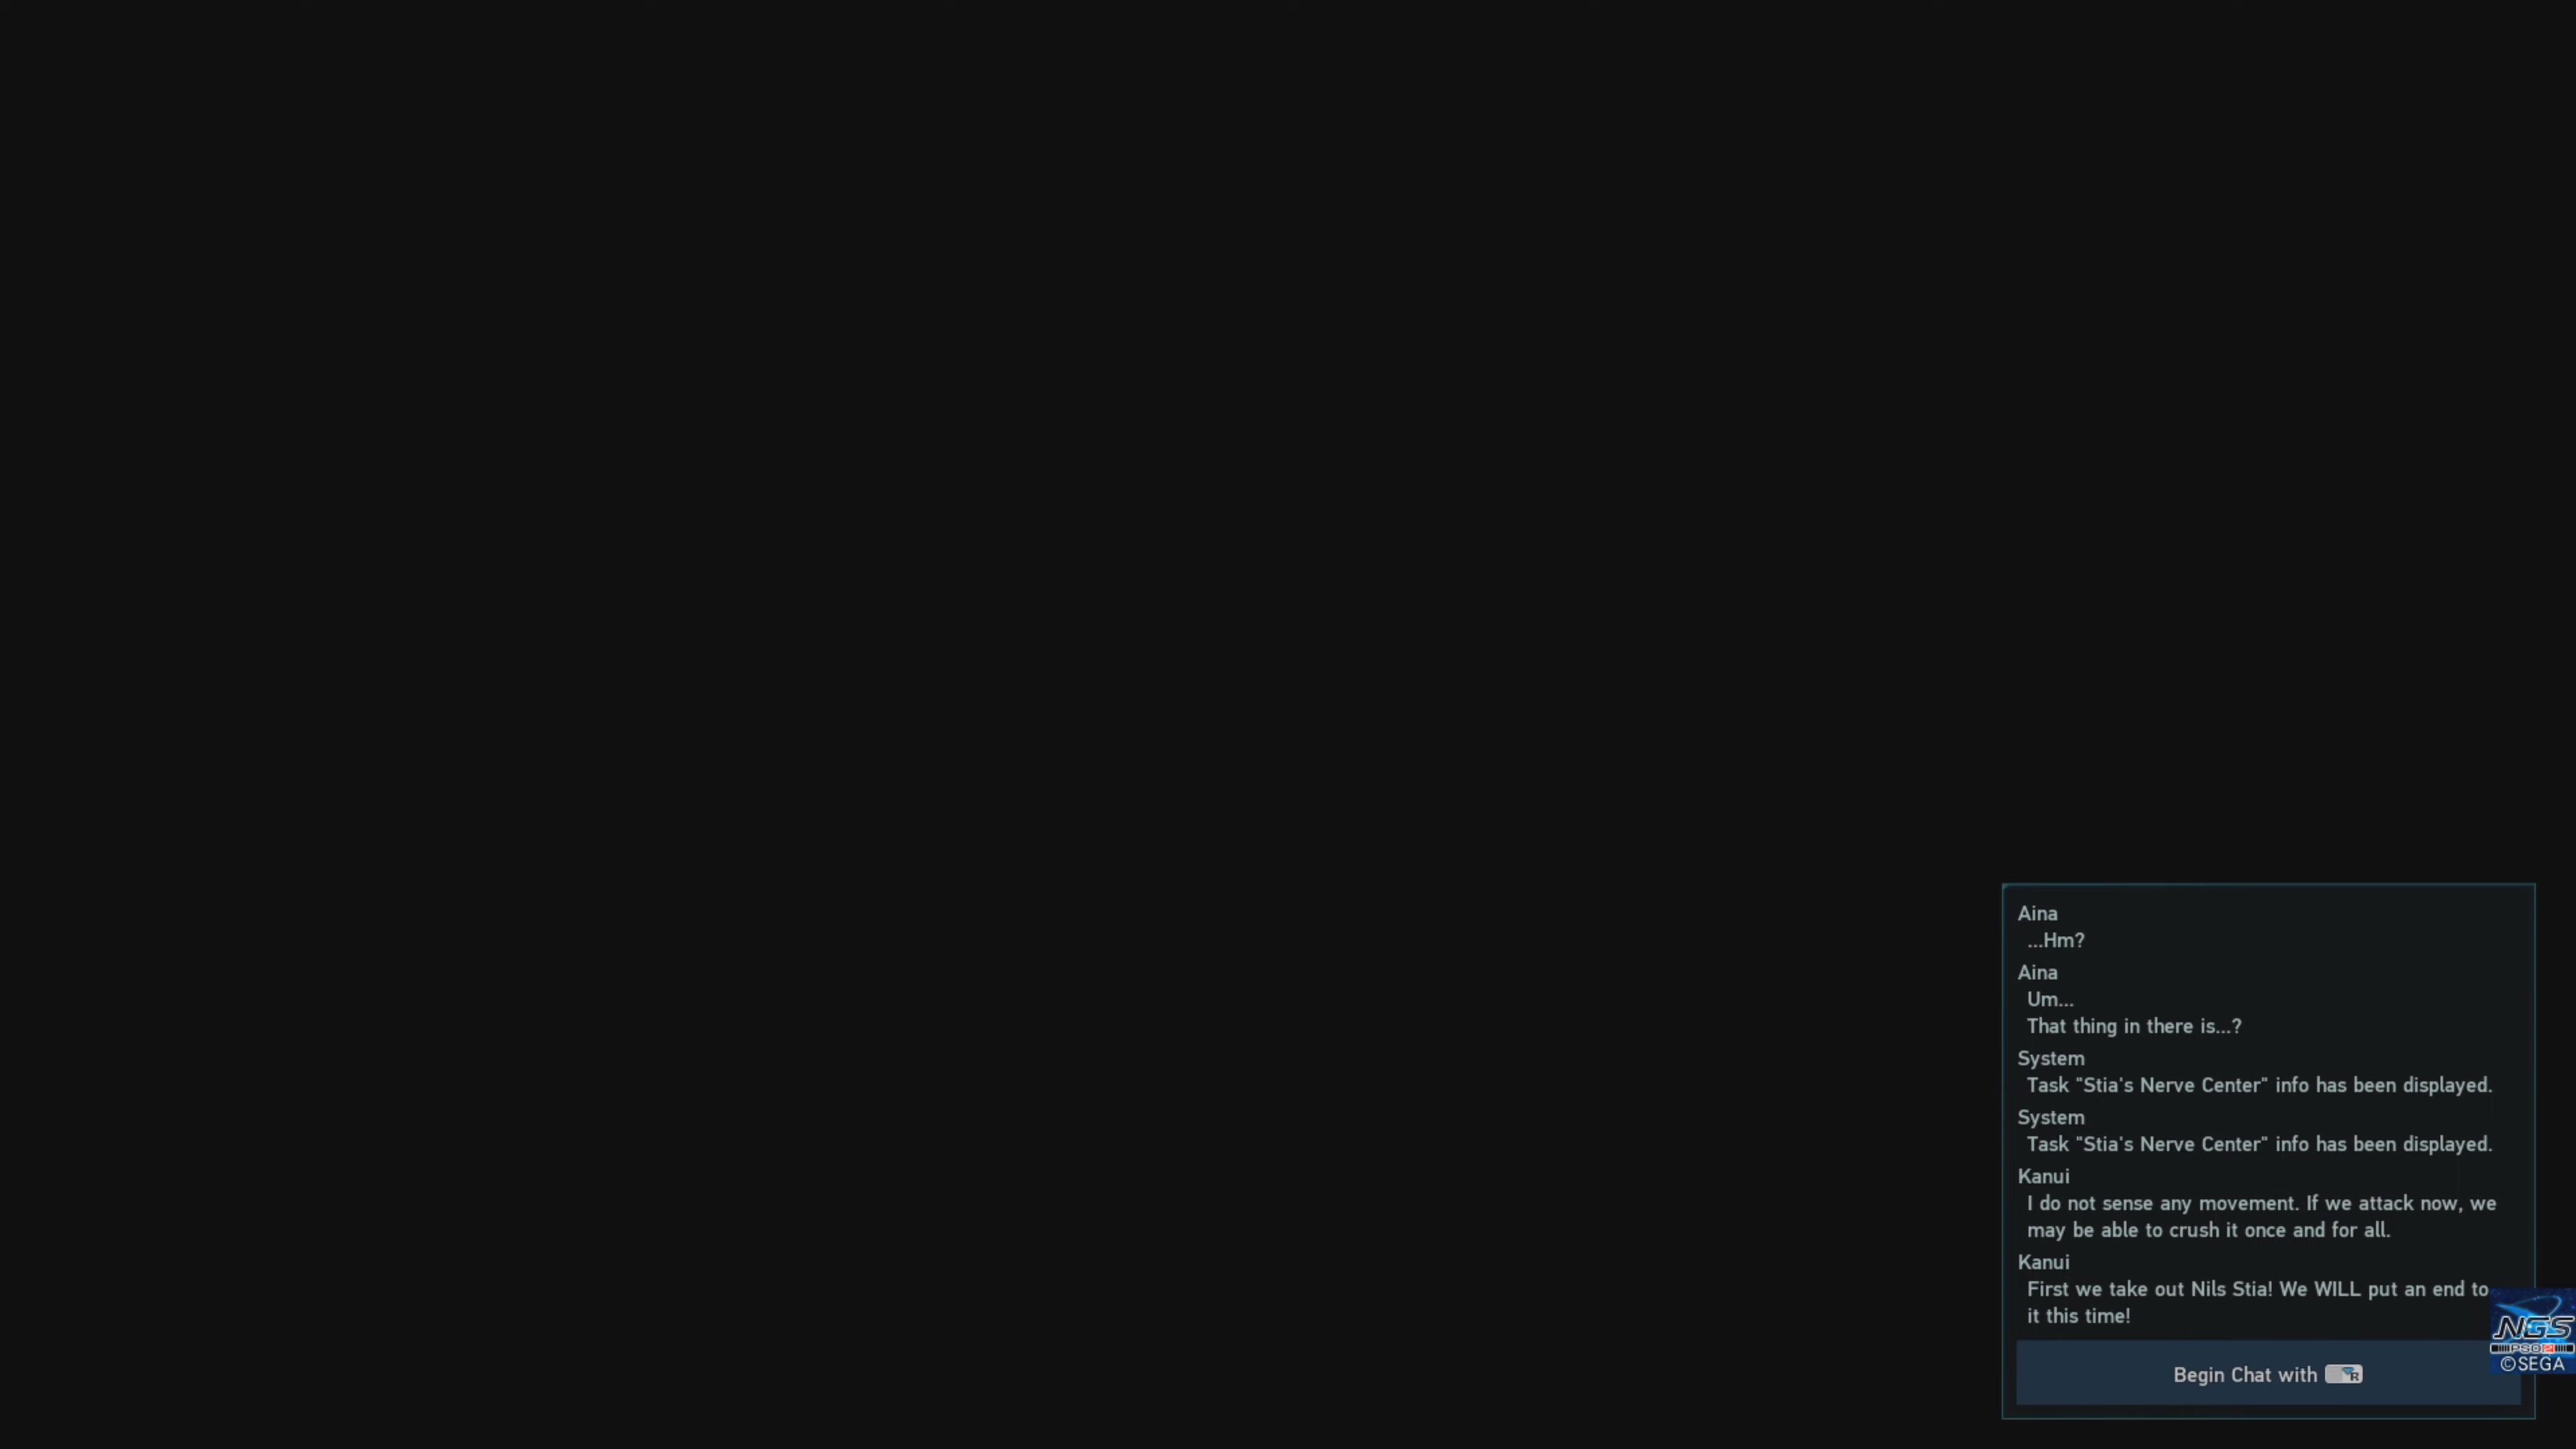 Aina
...Hm?
Aina
Um...
That thing in there is...?
System
Task "Stia's Nerve Center" info has been displayed.
System
Task "Stia's Nerve Center" info has been displayed.
Kanui
I do not sense any movement. If we attack now, we
may be able to crush it once and for all.
Kanui
First we take out Nils Stia! We WILL put an end to
it this time!
Begin Chat with R
NGS
PSO2
©SEGA